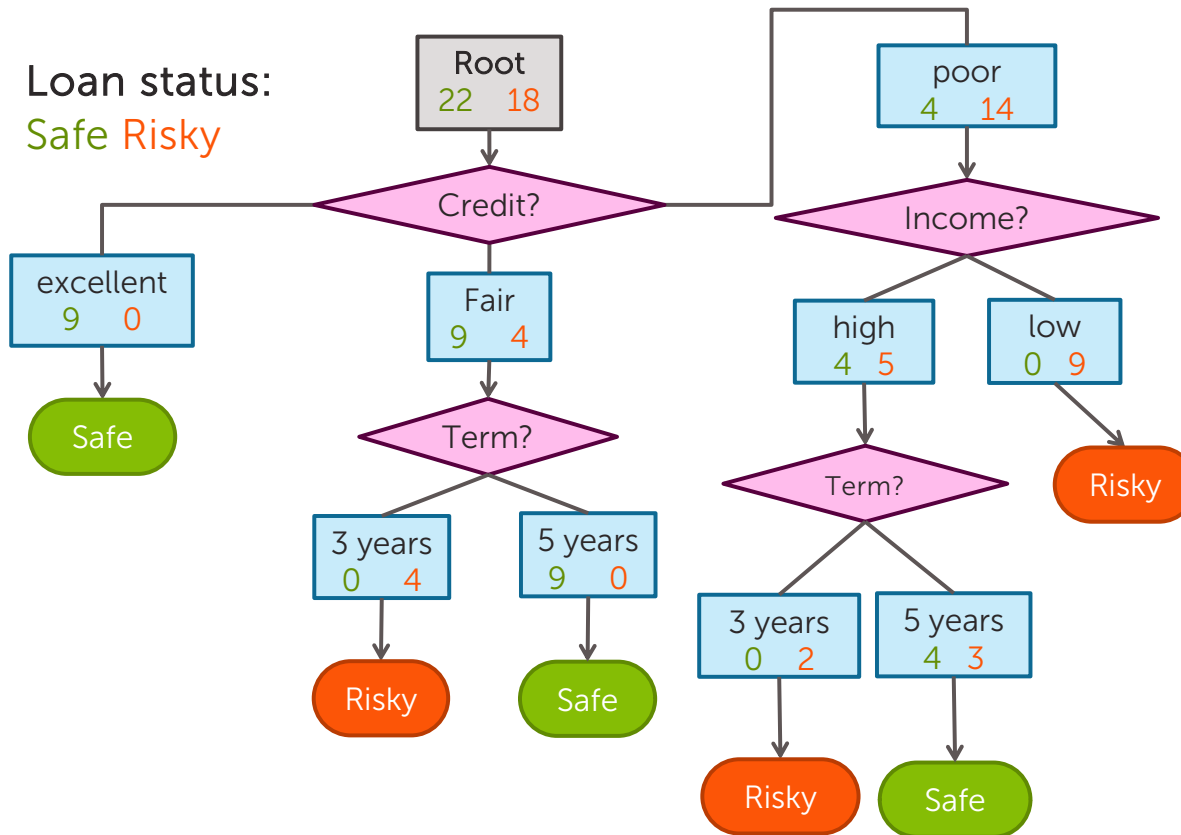 Loan status:
Safe Risky
Root
22 18
Credit?
excellent
9 0
Safe
Fair
9 4
Term?
3 years
0 4
Risky
5 years
9 0
Safe
poor
4 14
Income?
high
4 5
Term?
3 years
0 2
Risky
5 years
4 3
Safe
low
0 9
Risky